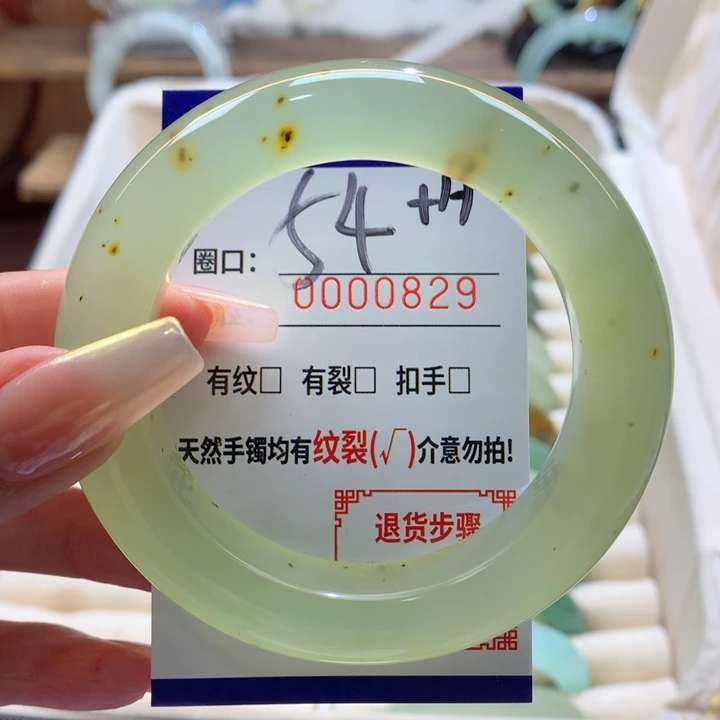 圈口: 54 +H
0000829
有纹□ 有裂□ 扣手□
天然手镯均有纹裂(√)介意勿拍!
退货步骤